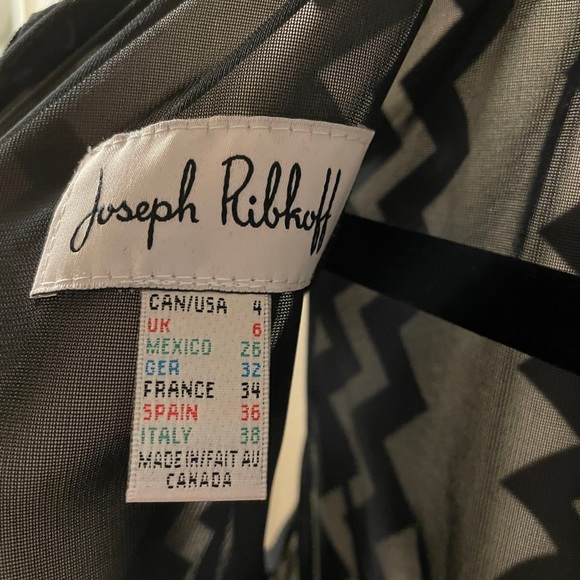 Joseph Ribkoff
CAN/USA 4
UK 6
MEXICO 26
GER 32
FRANCE 34
SPAIN 36
ITALY 38
MADE IN/FAIT AU
CANADA